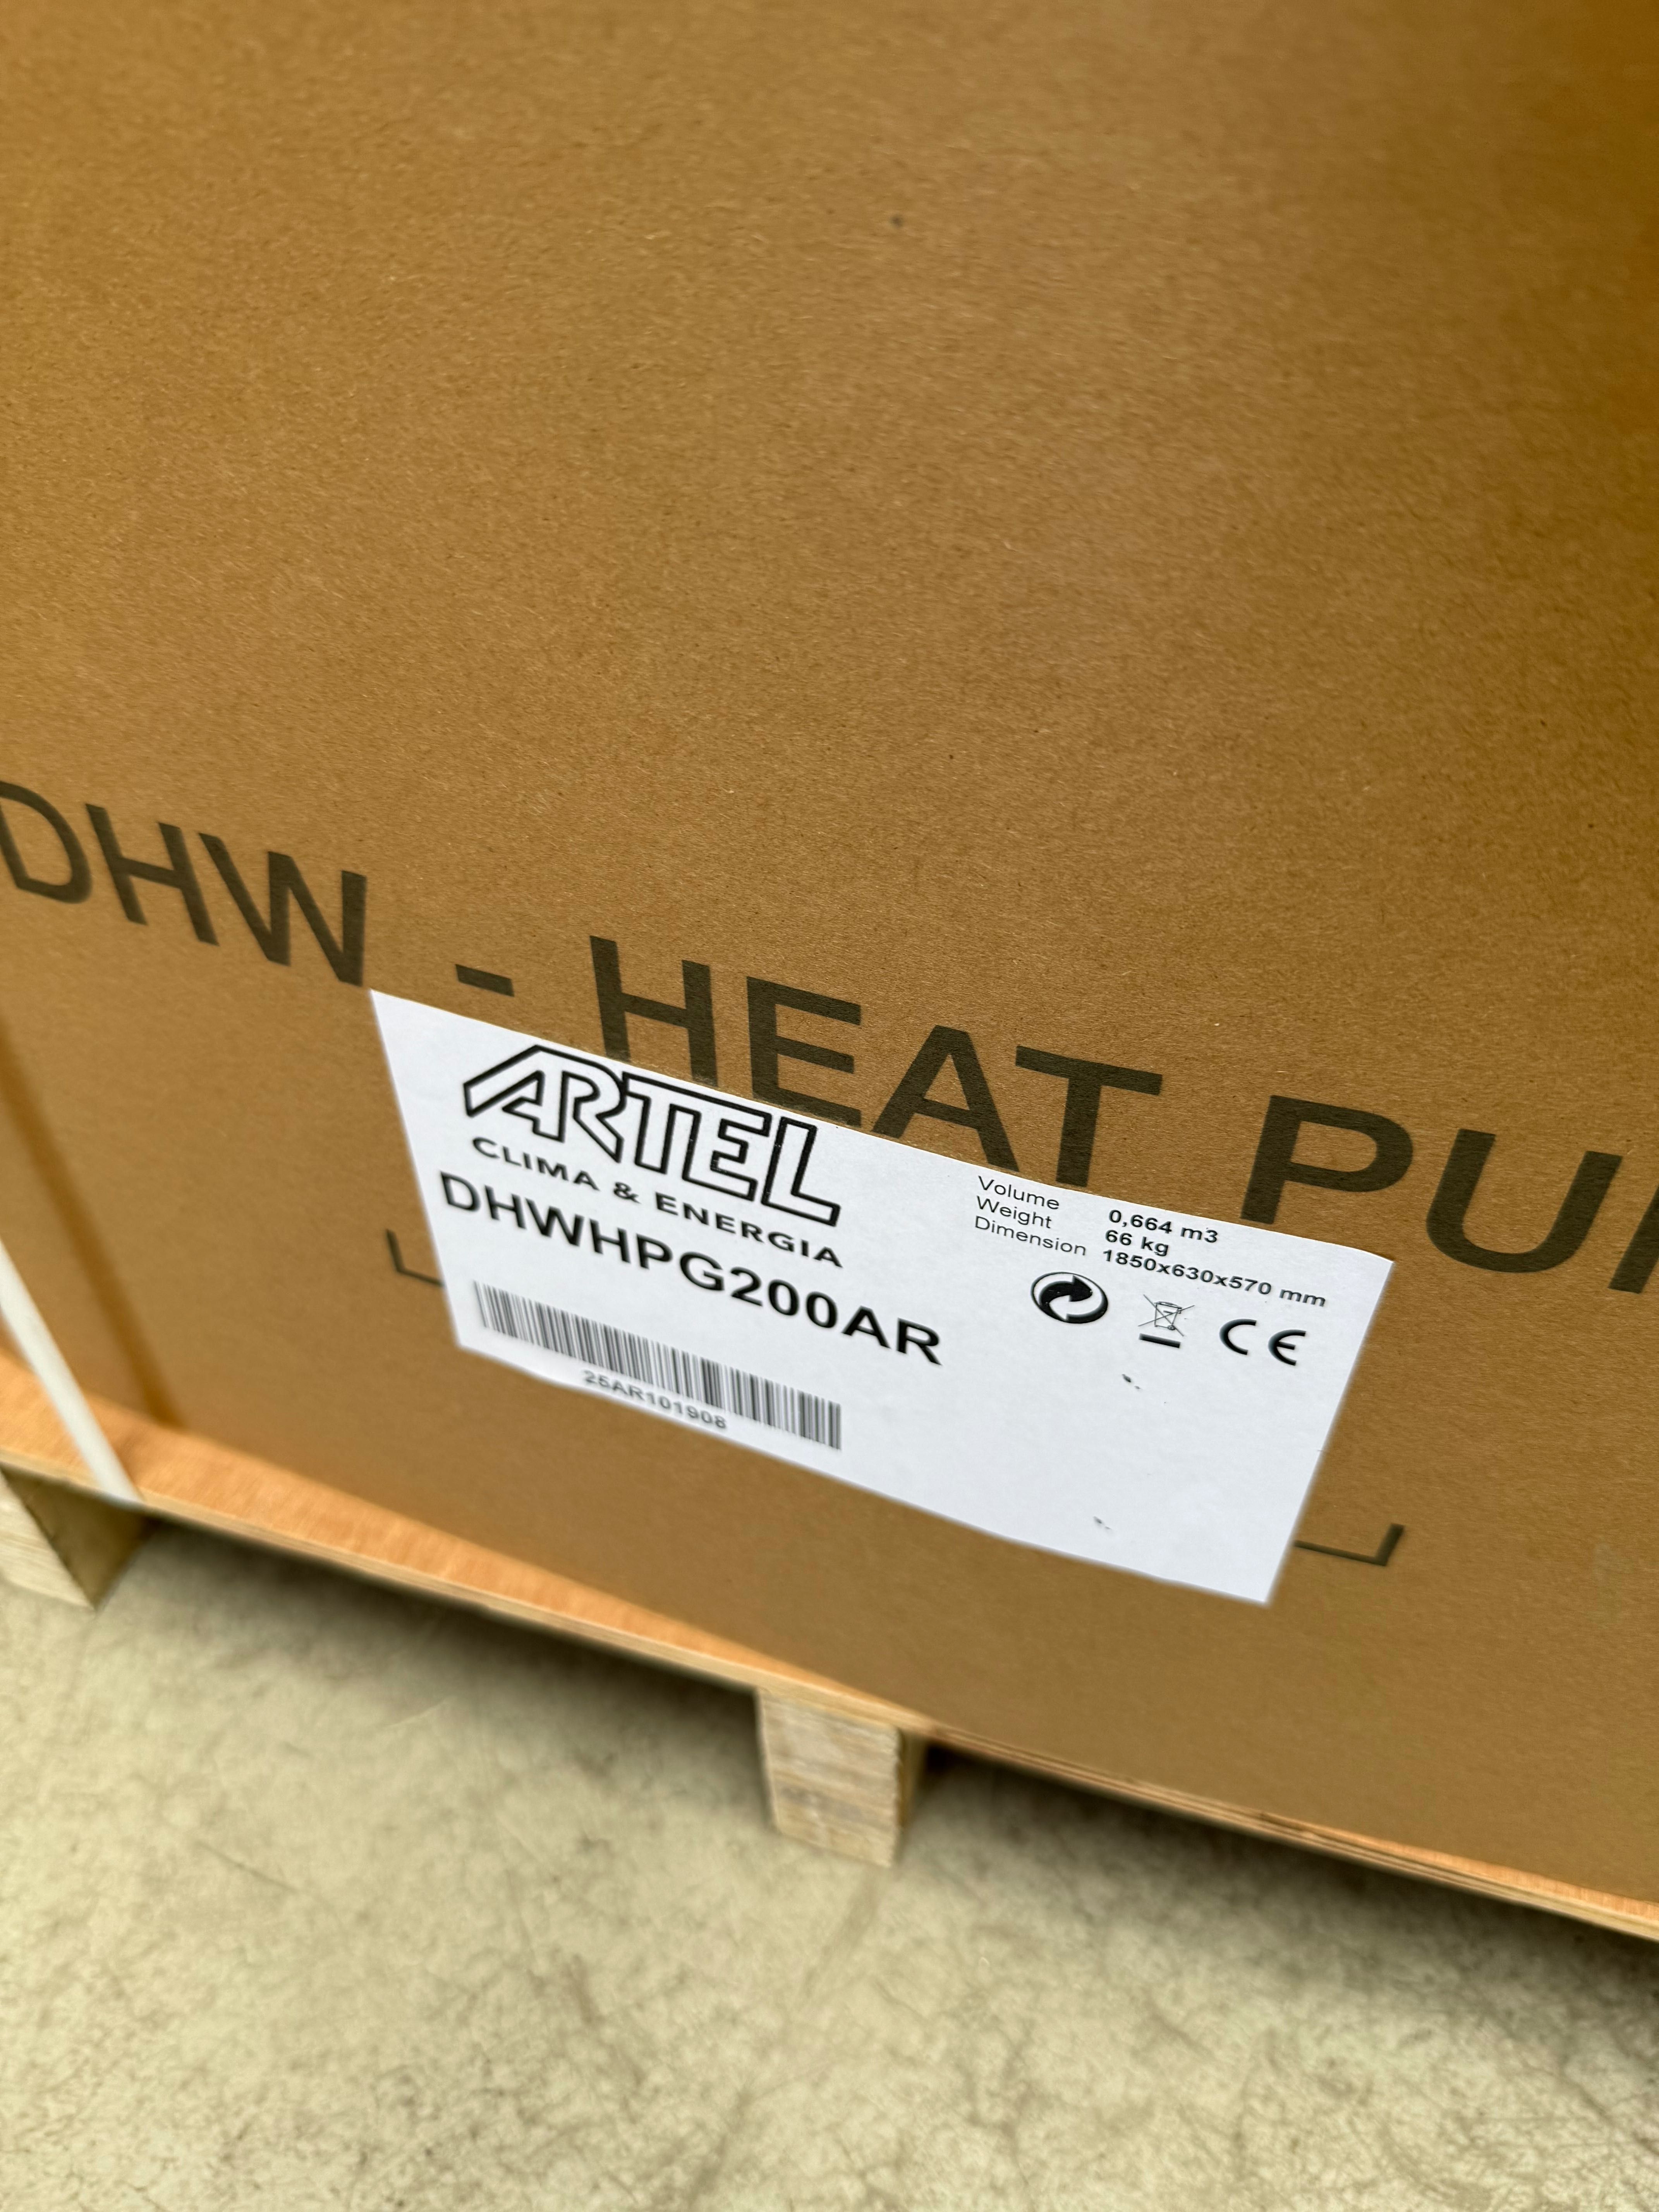 DHW - HEAT PU
ARTEL
CLIMA & ENERGIA
DHWHPG200AR
25AR101908
Volume 0,664 m3
Weight 66 kg
Dimension 1850x630x570 mm
CE